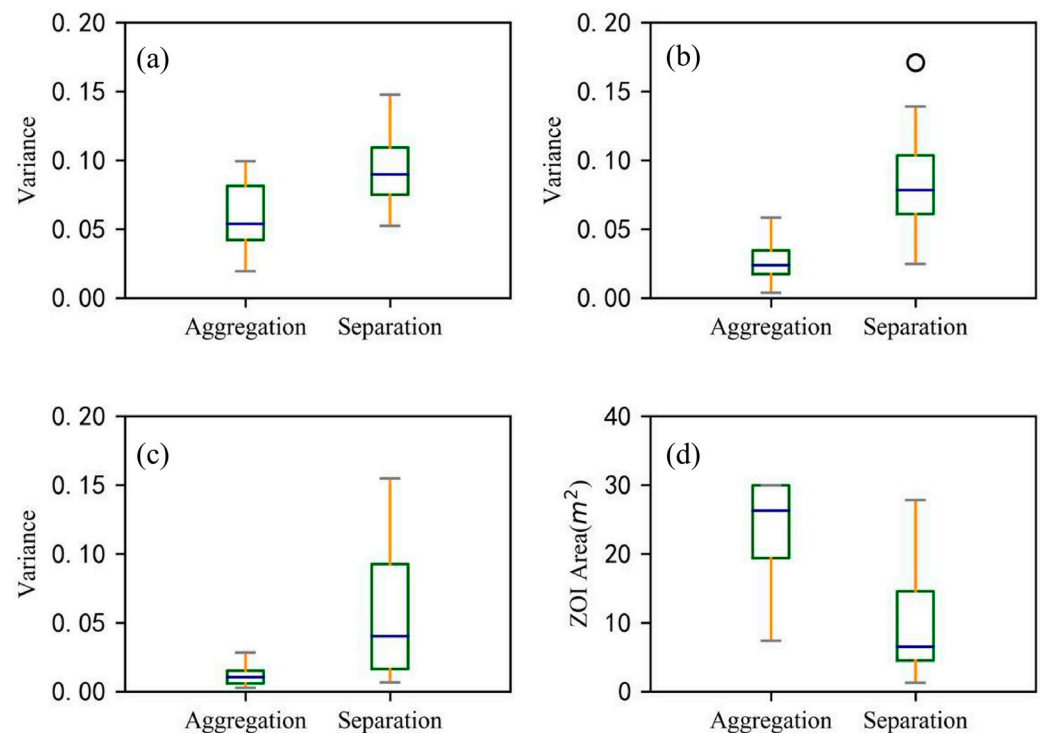 (a)
Variance
0.20
0.15
0.10
0.05
0.00
Aggregation Separation
(b)
Variance
0.20
0.15
0.10
0.05
0.00
Aggregation Separation
(c)
Variance
0.20
0.15
0.10
0.05
0.00
Aggregation Separation
(d)
ZOI Area(m²)
40
30
20
10
0
Aggregation Separation